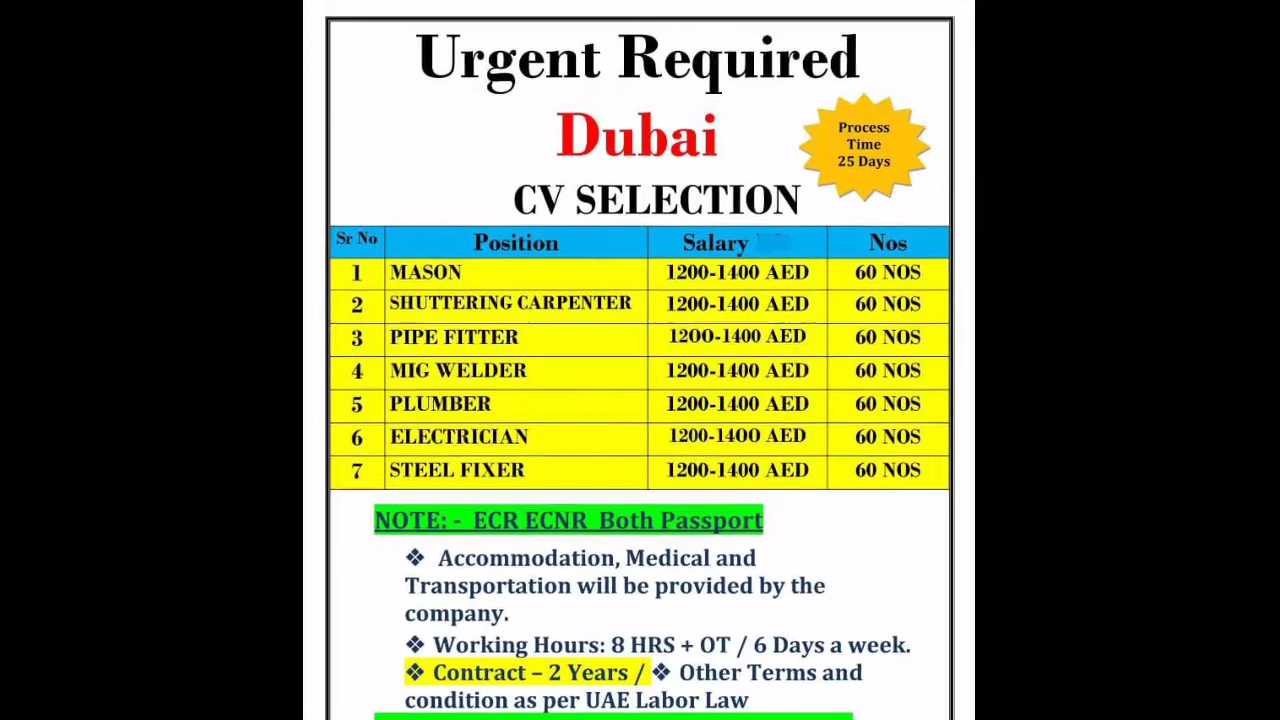 Urgent Required
Dubai
Process
Time
25 Days
CV SELECTION
Sr No Position Salary Nos
1 MASON 1200-1400 AED 60 NOS
2 SHUTTERING CARPENTER 1200-1400 AED 60 NOS
3 PIPE FITTER 12OO-1400 AED 60 NOS
4 MIG WELDER 1200-1400 AED 60 NOS
5 PLUMBER 1200-1400 AED 60 NOS
6 ELECTRICIAN 1200-14OO AED 60 NOS
7 STEEL FIXER 1200-1400 AED 60 NOS
NOTE: - ECR ECNR Both Passport
❖ Accommodation, Medical and
Transportation will be provided by the
company.
❖ Working Hours: 8 HRS + OT / 6 Days a week.
❖ Contract – 2 Years / ❖ Other Terms and
condition as per UAE Labor Law